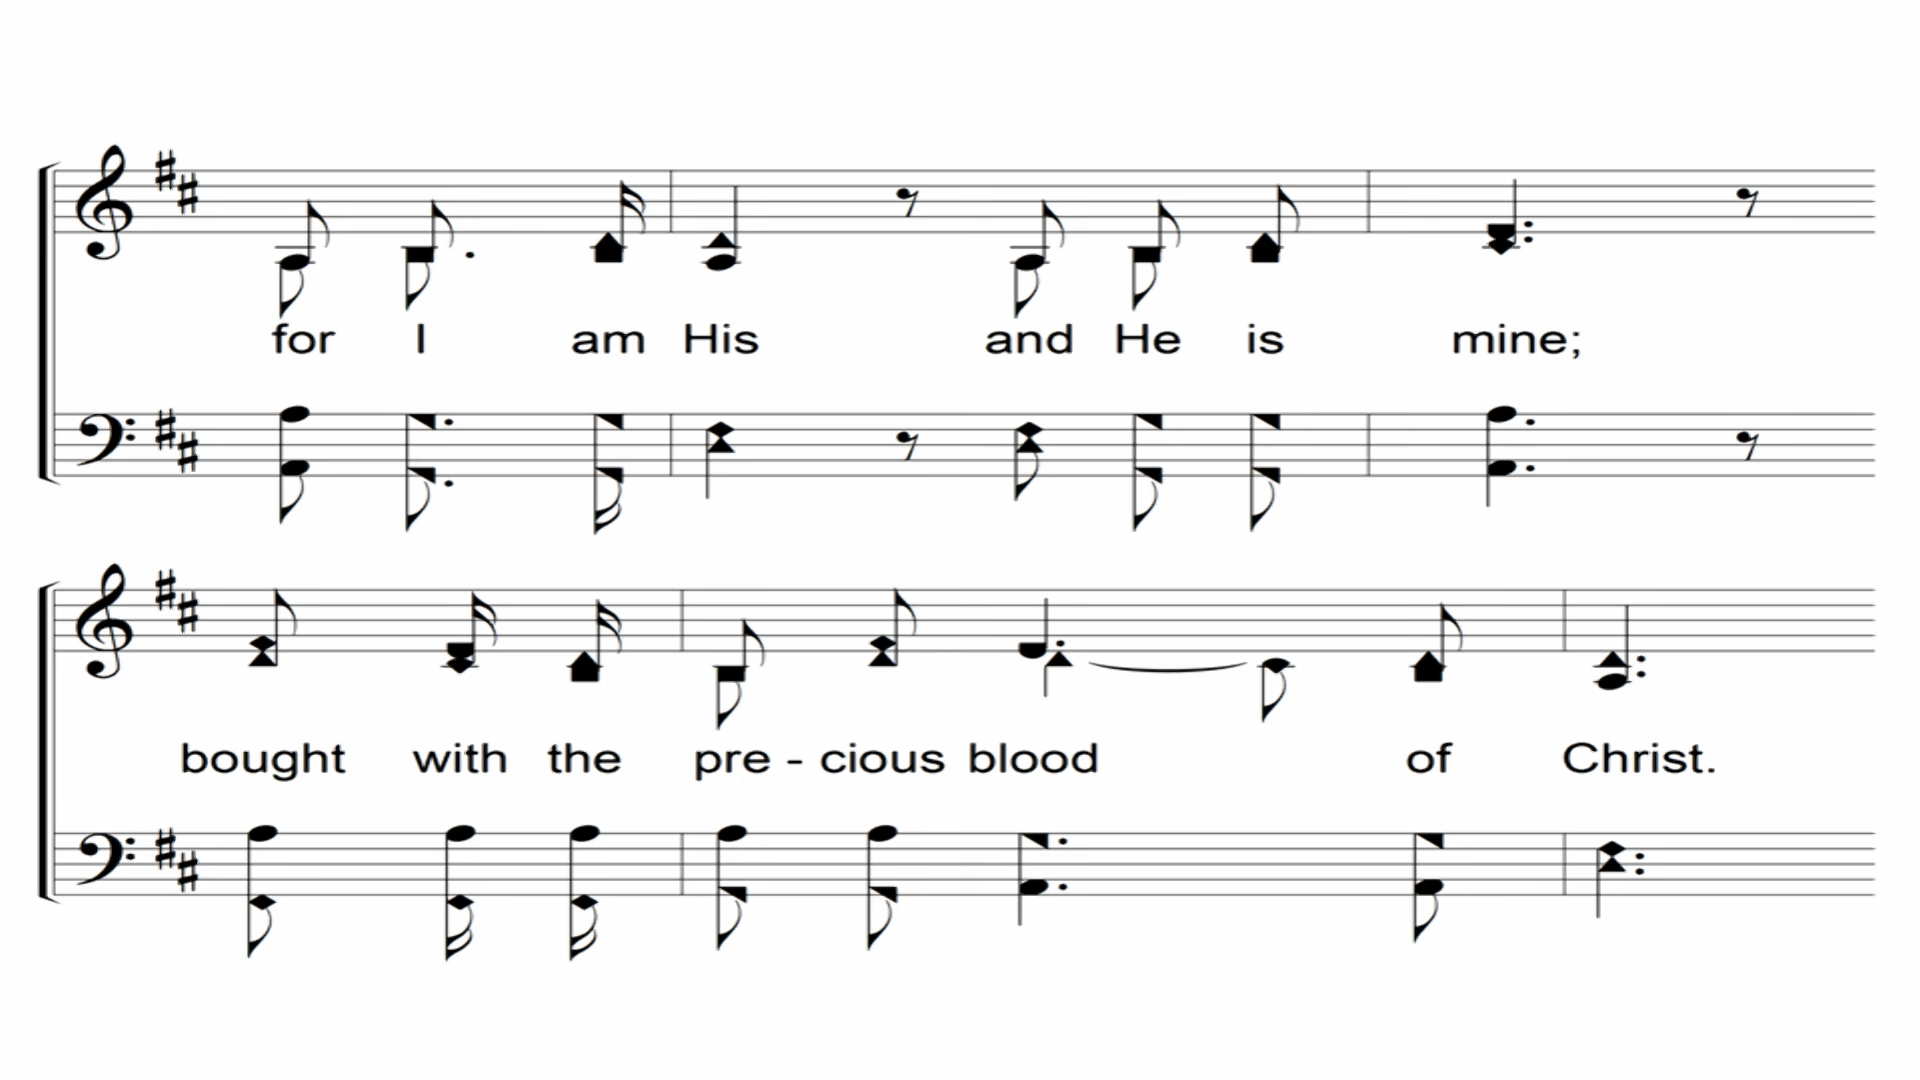 for I am His and He is mine;
bought with the pre - cious blood of Christ.